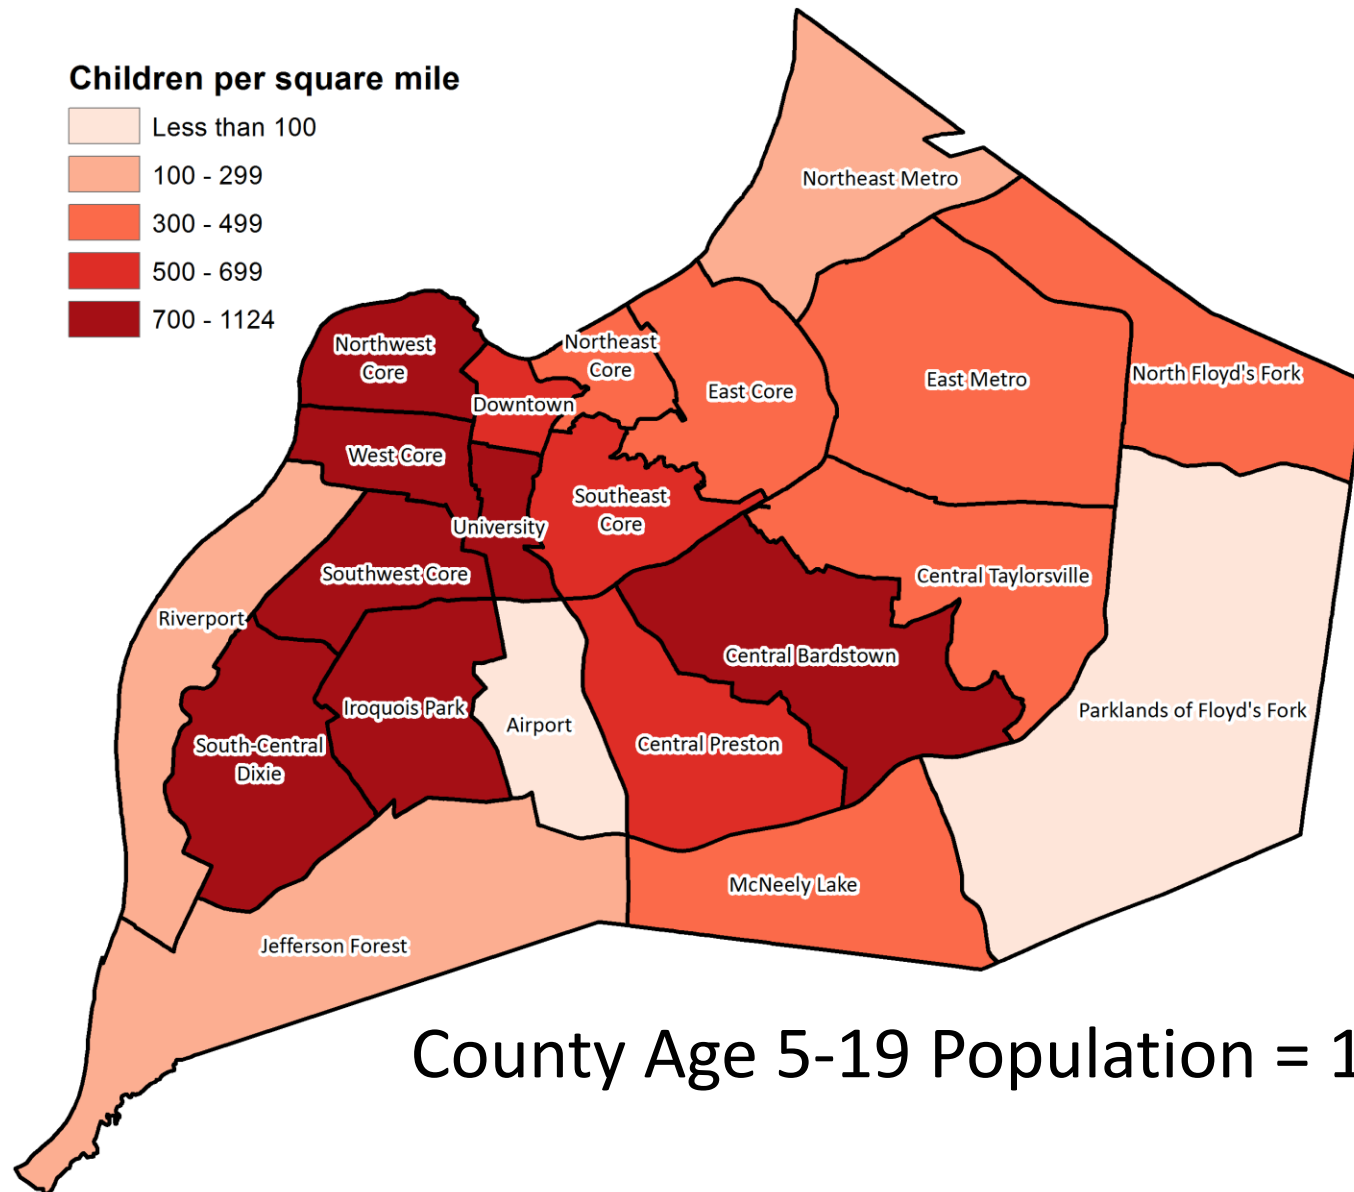 Children per square mile
Less than 100
100 - 299
300 - 499
500 - 699
700 - 1124
Northeast Metro
Northwest
Core
Northeast
Core
North Floyd's Fork
East Metro
East Core
Downtown
West Core
Southeast
Core
University
Southwest Core
Central Taylorsville
Riverport
Central Bardstown
Iroquois Park
Parklands of Floyd's Fork
Airport
South-Central
Dixie
Central Preston
McNeely Lake
Jefferson Forest
County Age 5-19 Population = 1